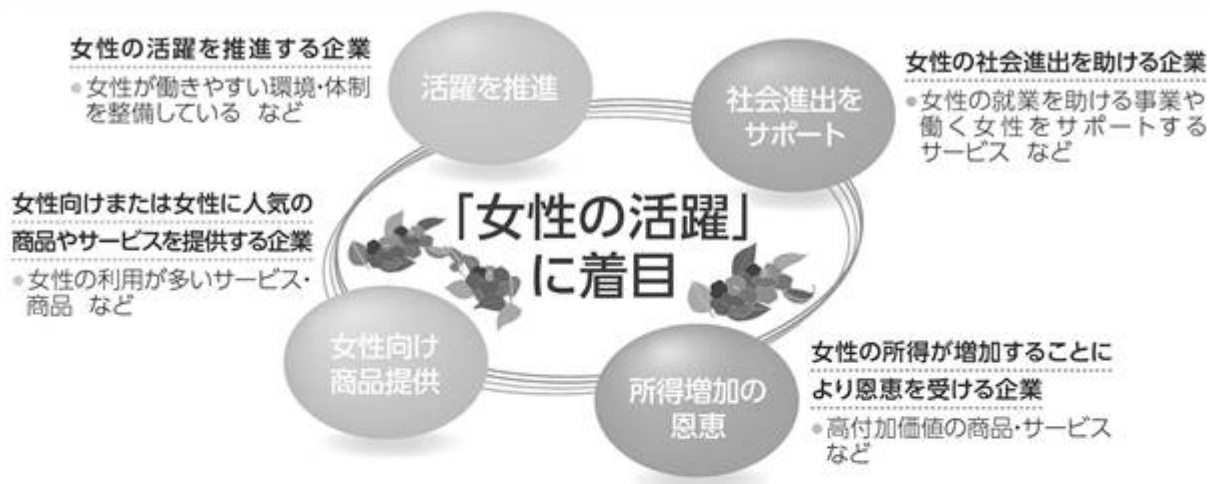 女性の活躍を推進する企業
●女性が働きやすい環境・体制
を整備している など
活躍を推進
社会進出を
サポート
女性の社会進出を助ける企業
●女性の就業を助ける事業や
働く女性をサポートする
サービス など
「女性の活躍」
に着目
女性向けまたは女性に人気の
商品やサービスを提供する企業
●女性の利用が多いサービス・
商品 など
女性向け
商品提供
所得増加の
恩恵
女性の所得が増加することに
より恩恵を受ける企業
●高付加価値の商品・サービス
など